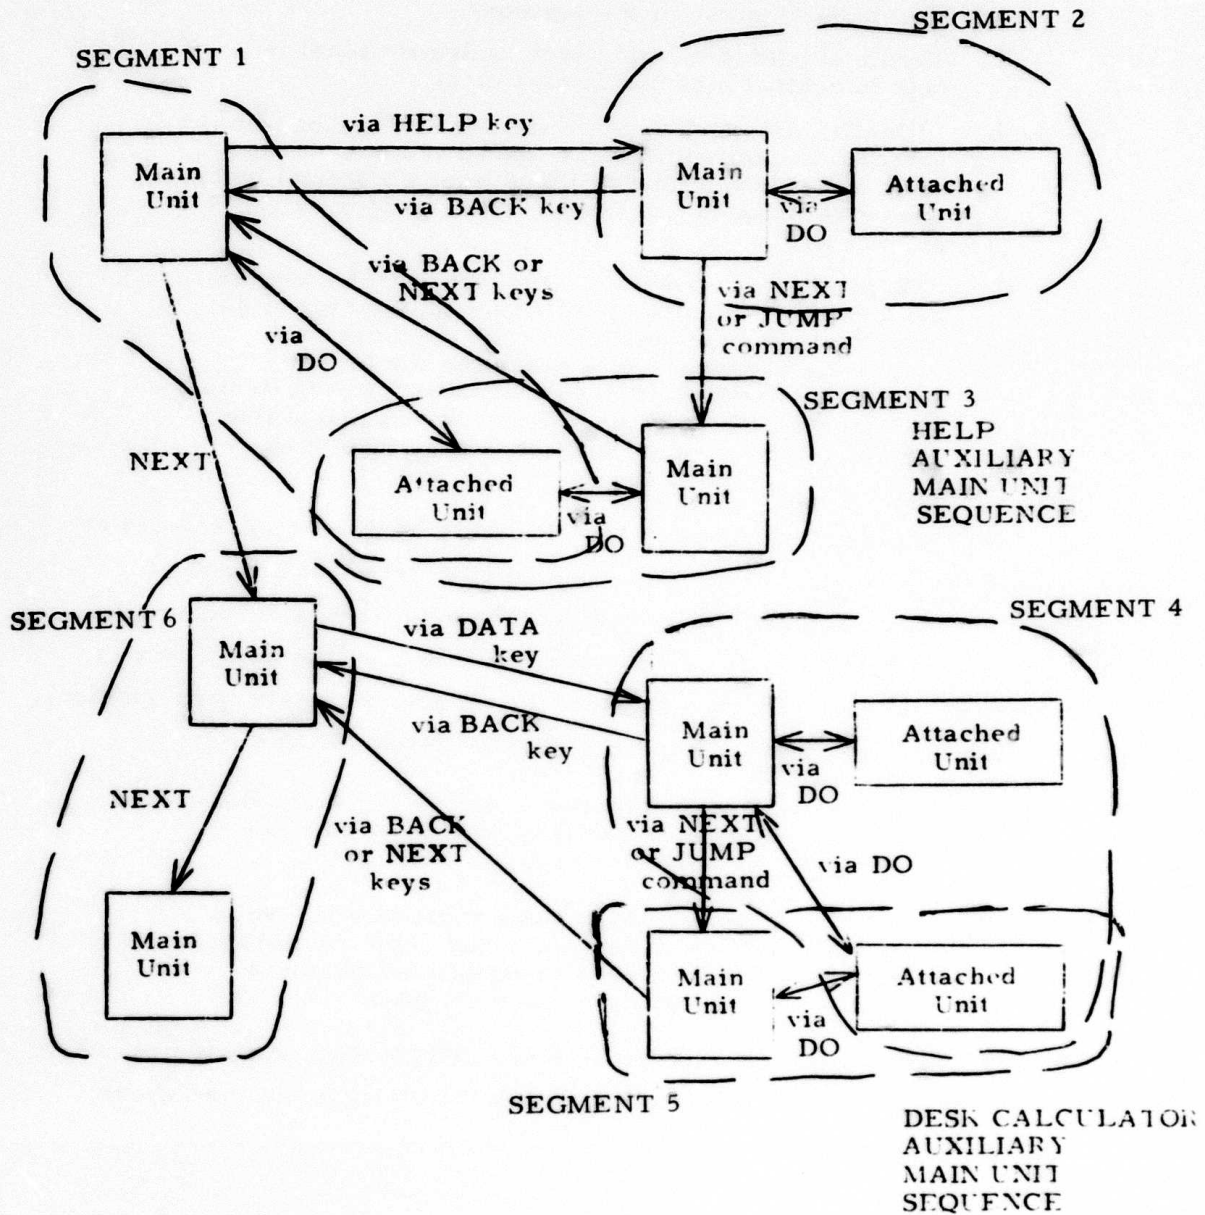 SEGMENT 2
SEGMENT 1
via HELP key
Main
Unit
Main
Unit
Attached
Unit
via BACK key
via
DO
via BACK or
NEXT keys
via NEXT
or JUMP
command
via
DO
SEGMENT 3
HELP
AUXILIARY
MAIN UNIT
SEQUENCE
NEXT
Attached
Unit
Main
Unit
via
DO
SEGMENT 6
Main
Unit
via DATA
key
SEGMENT 4
via BACK
key
Main
Unit
Attached
Unit
via
DO
NEXT
via BACK
or NEXT
keys
via NEXT
or JUMP
command
via DO
Main
Unit
Main
Unit
Attached
Unit
via
DO
SEGMENT 5
DESK CALCULATOR
AUXILIARY
MAIN UNIT
SEQUENCE